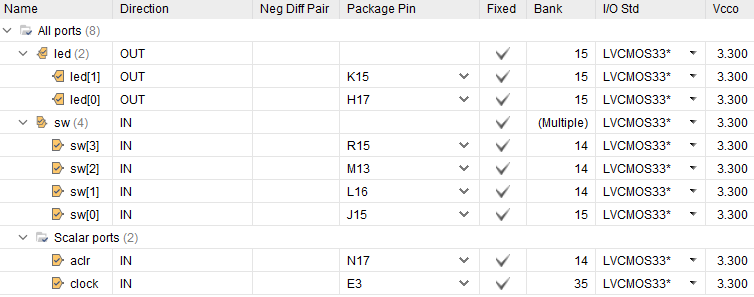 Name Direction Neg Diff Pair Package Pin Fixed Bank I/O Std Vcco
All ports (8)
led (2) OUT 15 LVCMOS33* 3.300
led[1] OUT K15 15 LVCMOS33* 3.300
led[0] OUT H17 15 LVCMOS33* 3.300
sw (4) IN (Multiple) LVCMOS33* 3.300
sw[3] IN R15 14 LVCMOS33* 3.300
sw[2] IN M13 14 LVCMOS33* 3.300
sw[1] IN L16 14 LVCMOS33* 3.300
sw[0] IN J15 15 LVCMOS33* 3.300
Scalar ports (2)
aclr IN N17 14 LVCMOS33* 3.300
clock IN E3 35 LVCMOS33* 3.300